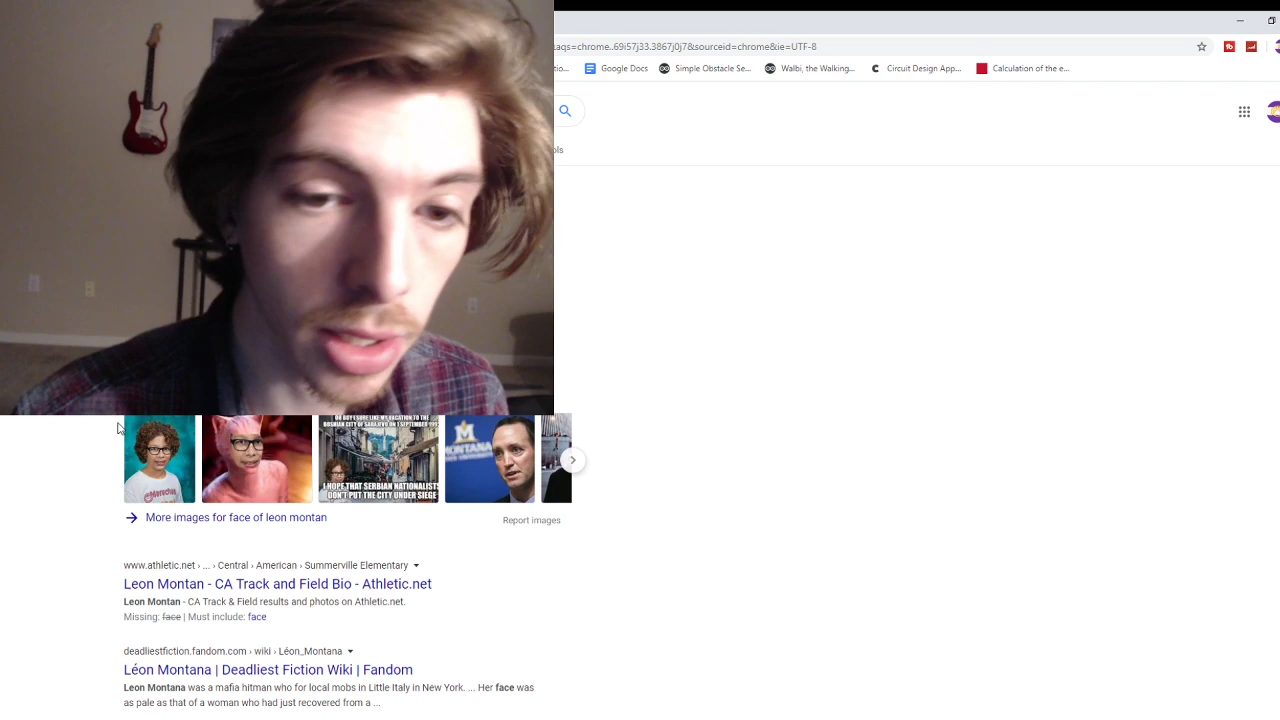 aqs=chrome..69i57j33.3867j0j7&sourceid=chrome&ie=UTF-8
Google Docs
Simple Obstacle Se...
Walbi, the Walking...
Circuit Design App...
Calculation of the e...
OH BOY I SURE LIKE MY VACATION TO THE
BOSNIAN CITY OF SARAJEVO ON 1 SEPTEMBER 199
I HOPE THAT SERBIAN NATIONALISTS
DON'T PUT THE CITY UNDER SIEGE
M
MONTANA
More images for face of leon montan
Report images
www.athletic.net › ... › Central › American › Summerville Elementary
Leon Montan - CA Track and Field Bio - Athletic.net
Leon Montan - CA Track & Field results and photos on Athletic.net.
Missing: face | Must include: face
deadliestfiction.fandom.com › wiki › Léon_Montana
Léon Montana | Deadliest Fiction Wiki | Fandom
Leon Montana was a mafia hitman who for local mobs in Little Italy in New York. ... Her face was
as pale as that of a woman who had just recovered from a ...